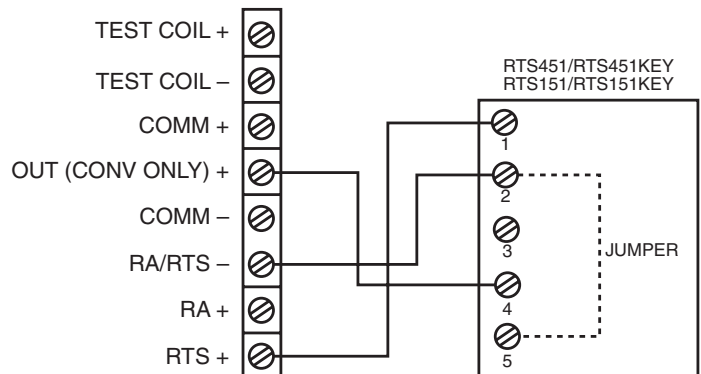 TEST COIL +
TEST COIL –
COMM +
OUT (CONV ONLY) +
COMM –
RA/RTS –
RA +
RTS +
RTS451/RTS451KEY
RTS151/RTS151KEY
1
2
3
4
5
JUMPER